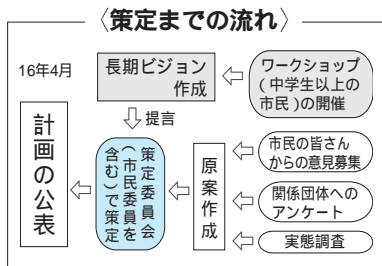 〈策定までの流れ〉
16年4月
長期ビジョン
作成
ワークショップ
(中学生以上の
市民)の開催
提言
計画の公表
策定委員会
(市民委員を
含む)で策定
原案作成
市民の皆さん
からの意見募集
関係団体への
アンケート
実態調査